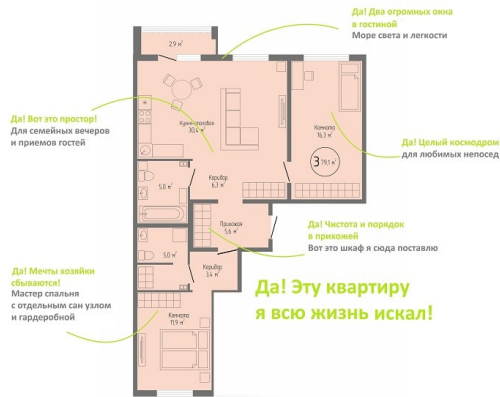 Да! Два огромных окна
в гостиной
Море света и легкости
2.9 м²
Да! Вот это простор!
Для семейных вечеров
и приемов гостей
Кухня-столовая
30,4 м²
Комната
16.3 м²
Да! Целый космодром
для любимых непосед
3 79,1 м²
5.0 м²
Коридор
6.3 м²
Прихожая
5.6 м²
Да! Чистота и порядок
в прихожей
Вот это шкаф я сюда поставлю
Да! Мечты хозяйки
сбываются!
Мастер спальня
с отдельным сан узлом
и гардеробной
5.0 м²
Коридор
3.4 м²
Комната
11,9 м²
Да! Эту квартиру
я всю жизнь искал!